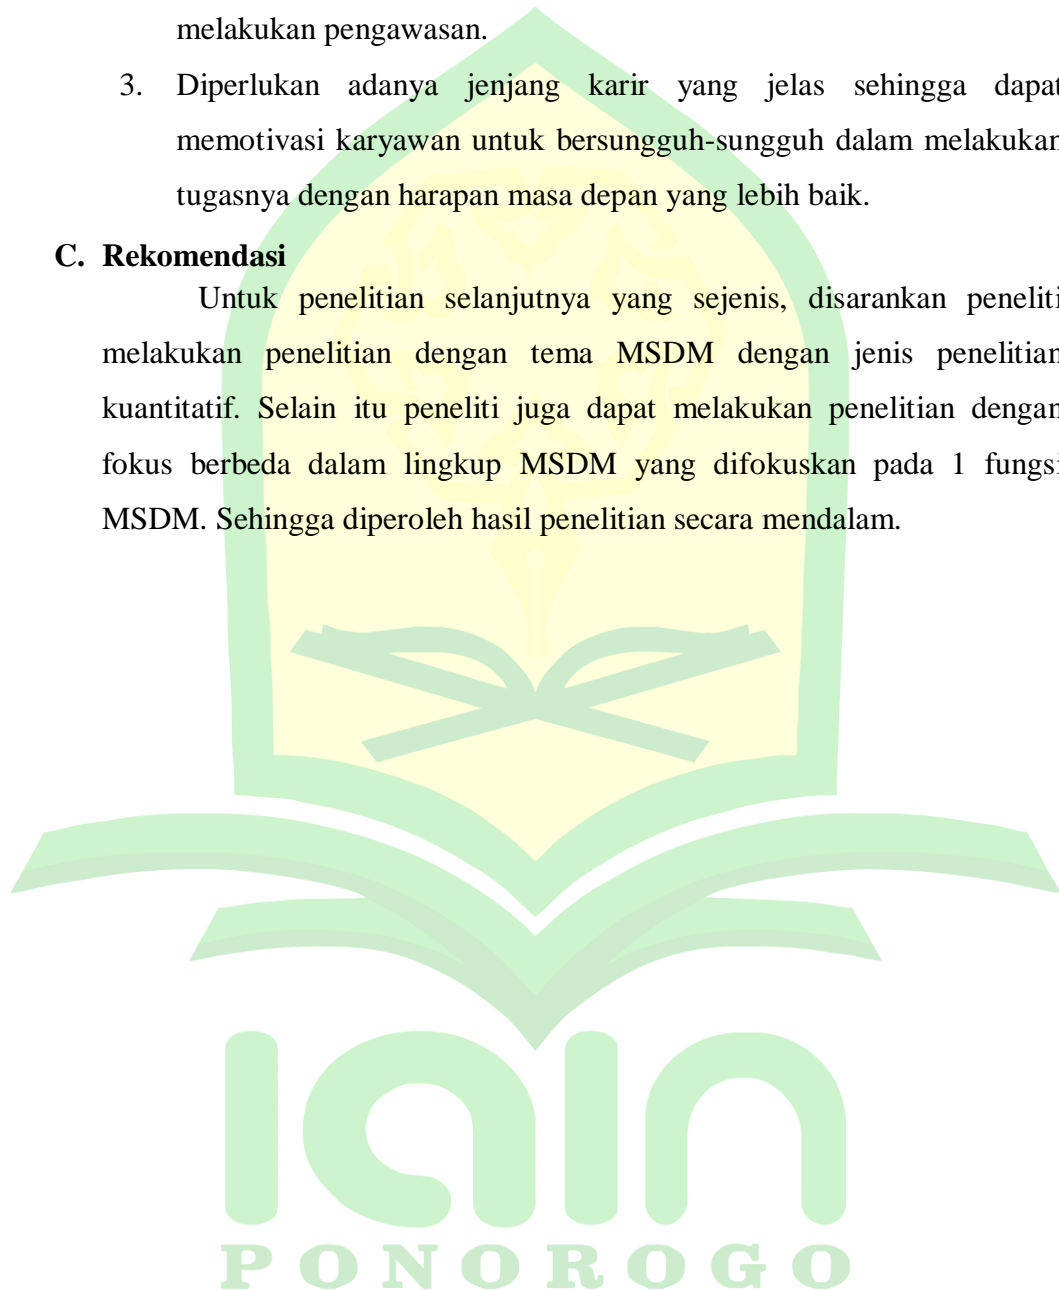 melakukan pengawasan.
3. Diperlukan adanya jenjang karir yang jelas sehingga dapat
memotivasi karyawan untuk bersungguh-sungguh dalam melakukan
tugasnya dengan harapan masa depan yang lebih baik.
C. Rekomendasi
Untuk penelitian selanjutnya yang sejenis, disarankan peneliti
melakukan penelitian dengan tema MSDM dengan jenis penelitian
kuantitatif. Selain itu peneliti juga dapat melakukan penelitian dengan
fokus berbeda dalam lingkup MSDM yang difokuskan pada 1 fungsi
MSDM. Sehingga diperoleh hasil penelitian secara mendalam.
IAIN
PONOROGO